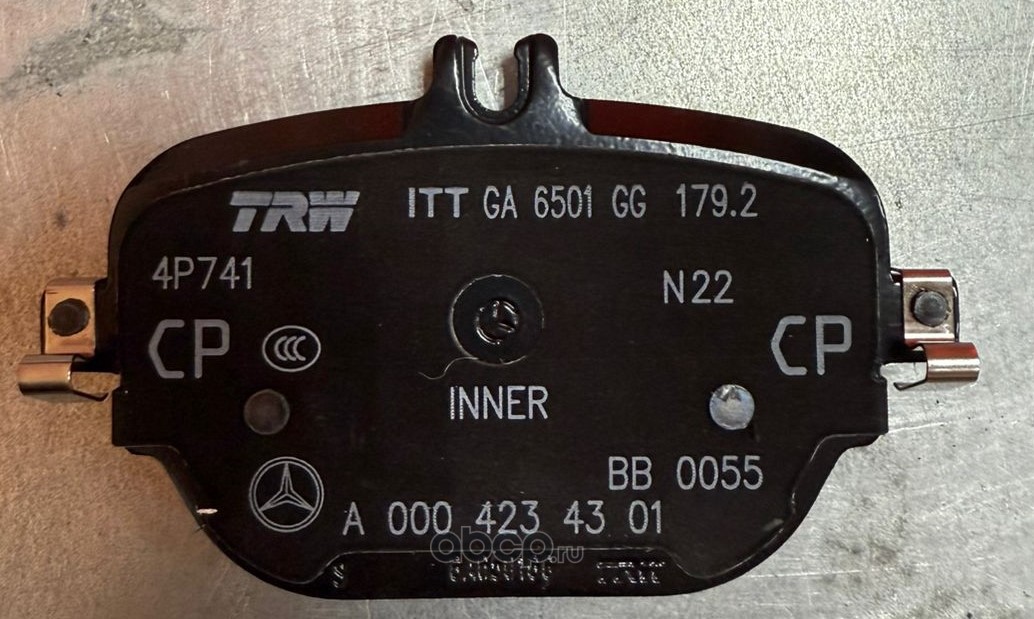 TRW ITT GA 6501 GG 179.2
4P741 N22
CP CCC CP
INNER
BB 0055
A 000 423 43 01
abcp.ru